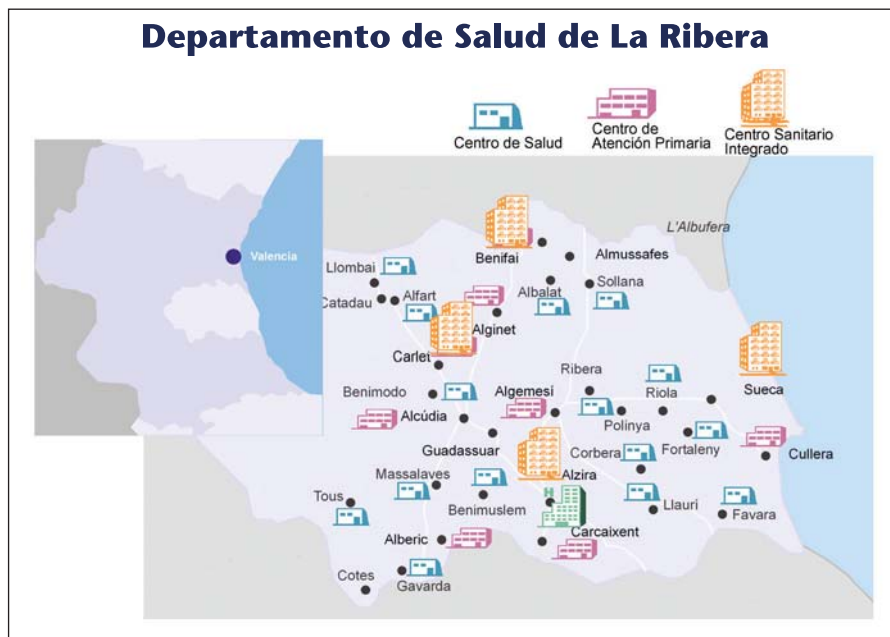 Departamento de Salud de La Ribera
Centro de Salud
Centro de
Atención Primaria
Centro Sanitario
Integrado
L'Albufera
Valencia
Benifai
Almussafes
Llombai
Albalat
Sollana
Catadau
Alfart
Alginet
Carlet
Ribera
Riola
Sueca
Benimodo
Algemesí
Alcúdia
Polinya
Guadassuar
Corbera
Fortaleny
Cullera
Massalaves
Alzira
Tous
Benimuslem
H
Llauri
Favara
Alberic
Carcaixent
Cotes
Gavarda